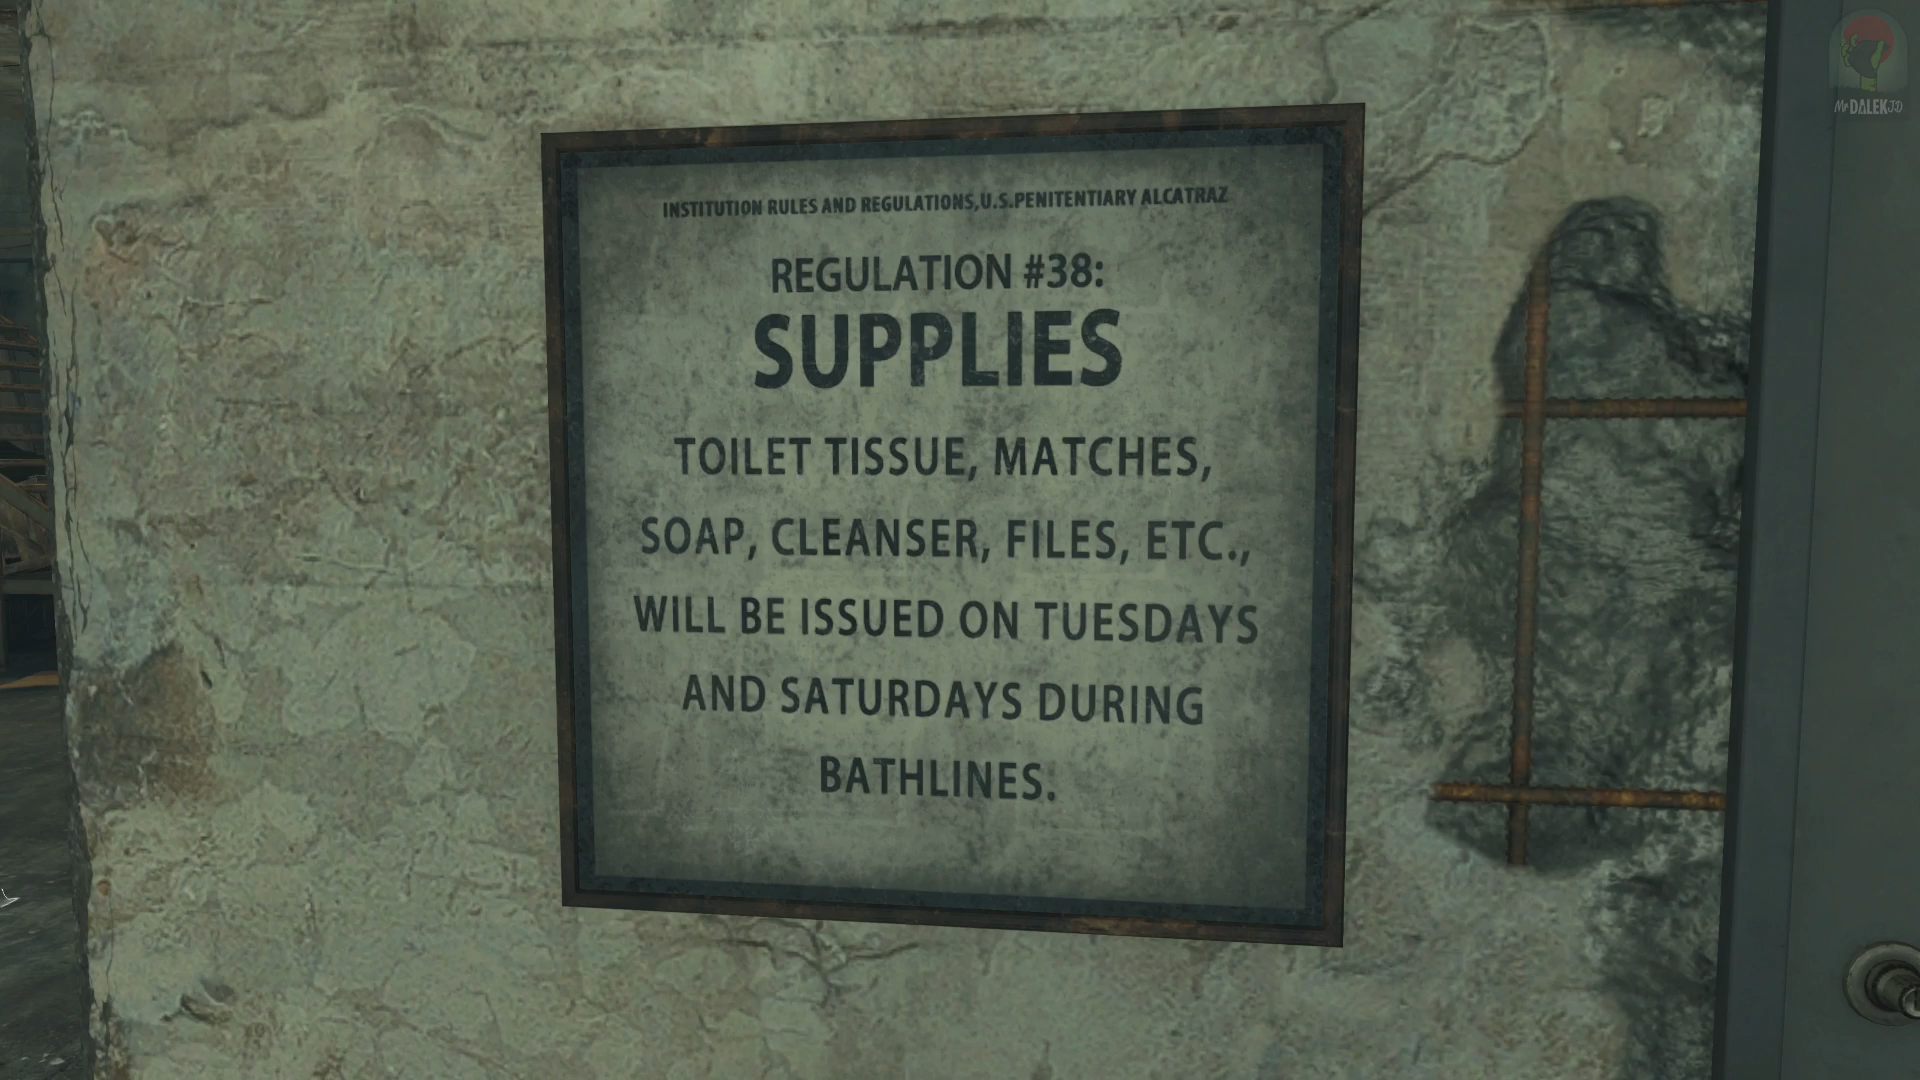 INSTITUTION RULES AND REGULATIONS,U.S.PENITENTIARY ALCATRAZ
REGULATION #38:
SUPPLIES
TOILET TISSUE, MATCHES,
SOAP, CLEANSER, FILES, ETC.,
WILL BE ISSUED ON TUESDAYS
AND SATURDAYS DURING
BATHLINES.
MrDALEKJD